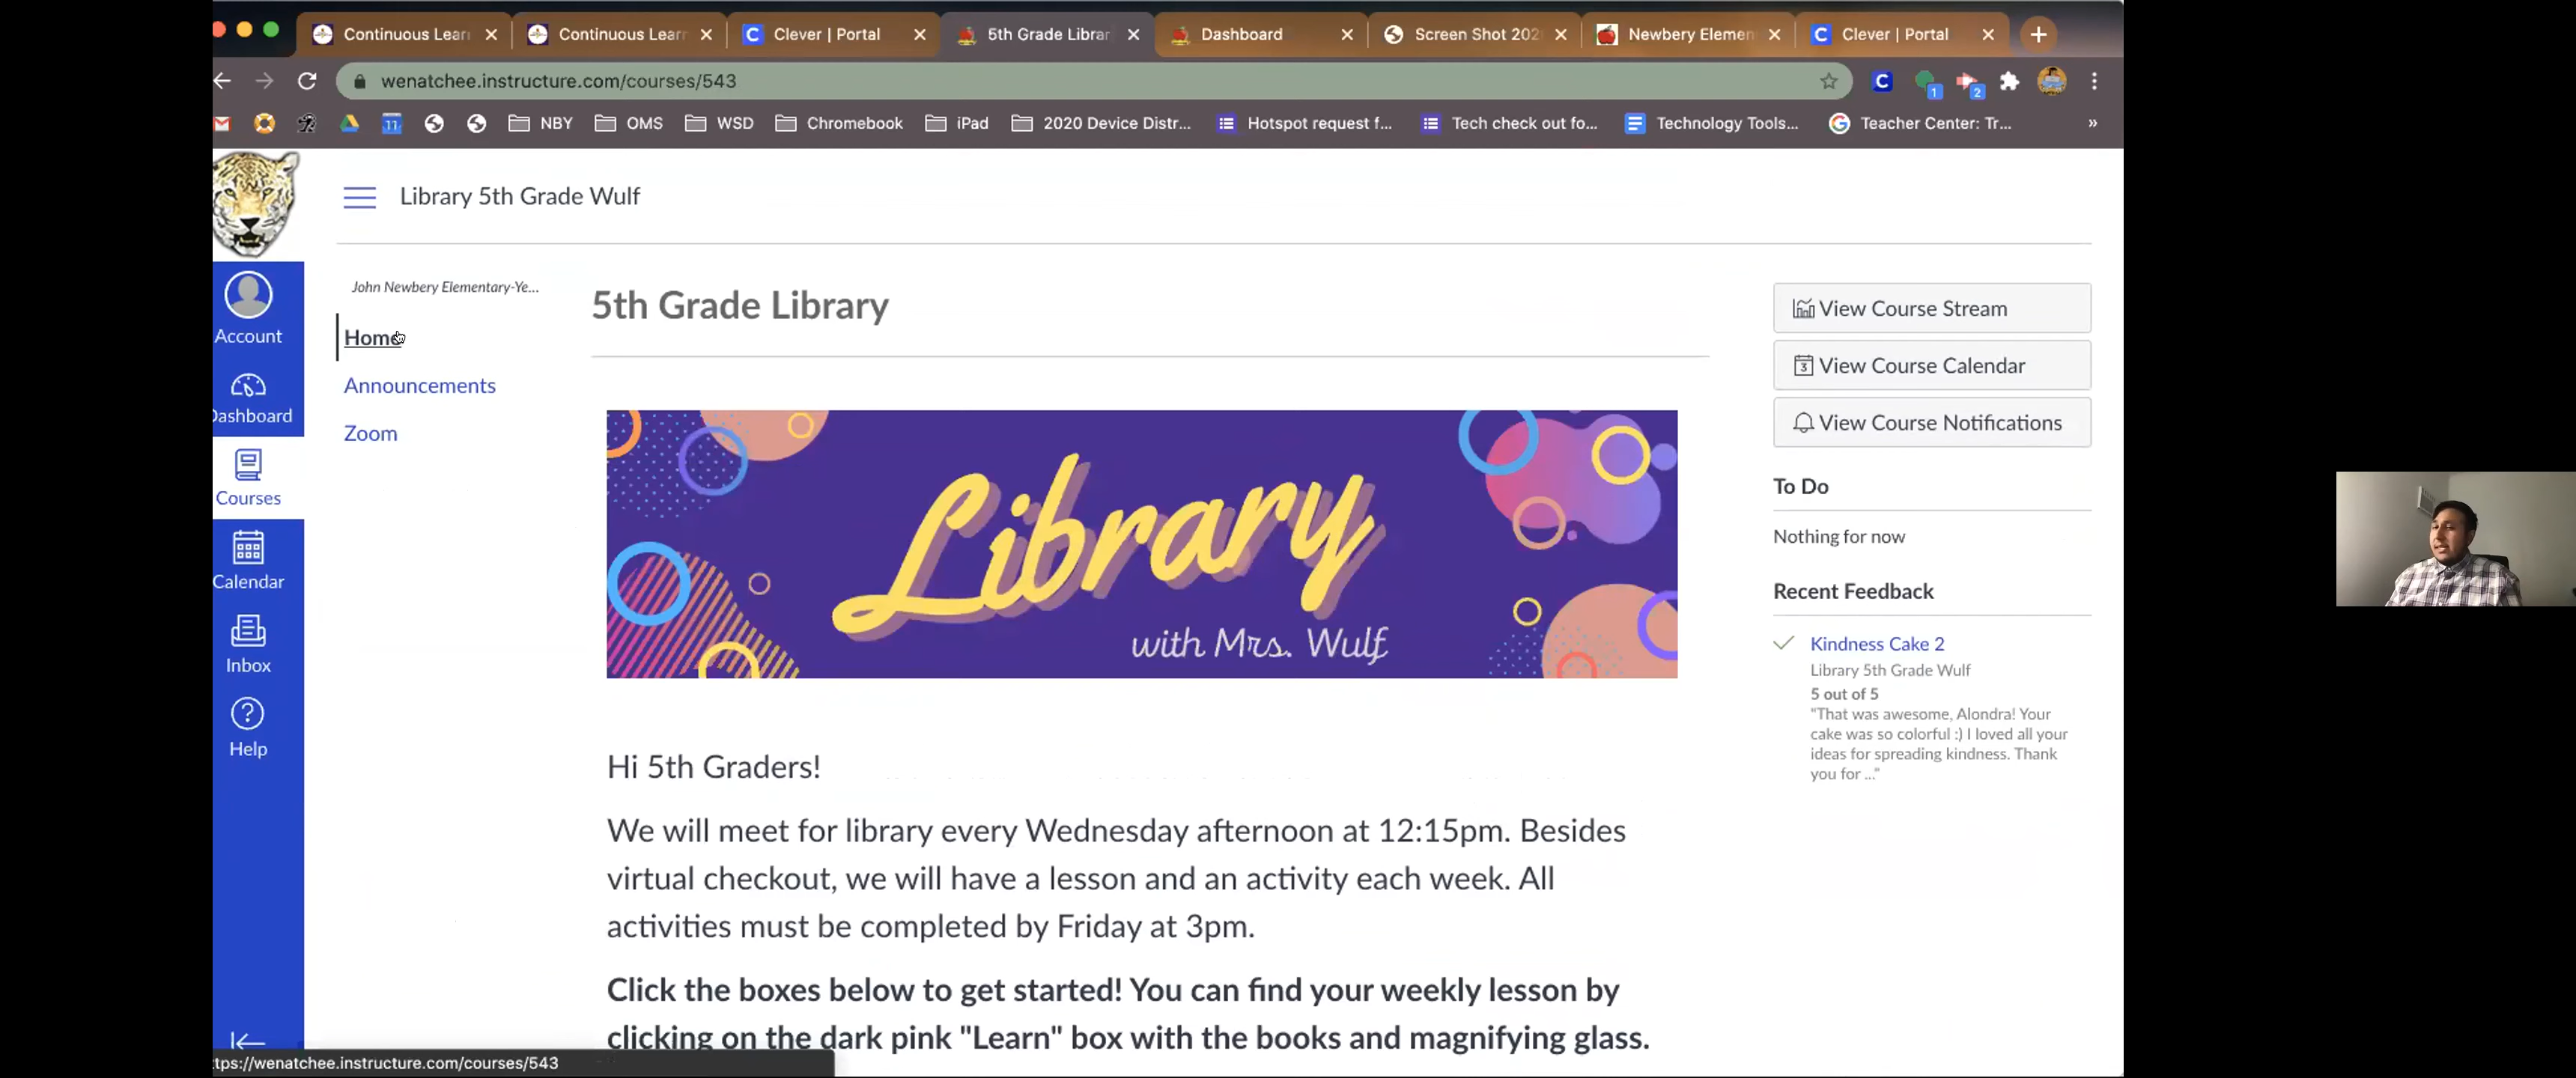 Continuous Lear
Continuous Lear
Clever | Portal
5th Grade Librar
Dashboard
Screen Shot 202
Newbery Elemen
Clever | Portal
wenatchee.instructure.com/courses/543
1
2
11
NBY
OMS
WSD
Chromebook
iPad
2020 Device Distr...
Hotspot request f...
Tech check out fo...
Technology Tools...
Teacher Center: Tr...
»
Library 5th Grade Wulf
Account
Dashboard
Courses
Calendar
Inbox
Help
John Newbery Elementary-Ye...
Home
Announcements
Zoom
5th Grade Library
Library
with Mrs. Wulf
Hi 5th Graders!
We will meet for library every Wednesday afternoon at 12:15pm. Besides
virtual checkout, we will have a lesson and an activity each week. All
activities must be completed by Friday at 3pm.
Click the boxes below to get started! You can find your weekly lesson by
clicking on the dark pink "Learn" box with the books and magnifying glass.
View Course Stream
3 View Course Calendar
View Course Notifications
To Do
Nothing for now
Recent Feedback
Kindness Cake 2
Library 5th Grade Wulf
5 out of 5
"That was awesome, Alondra! Your
cake was so colorful :) I loved all your
ideas for spreading kindness. Thank
you for ..."
tps://wenatchee.instructure.com/courses/543